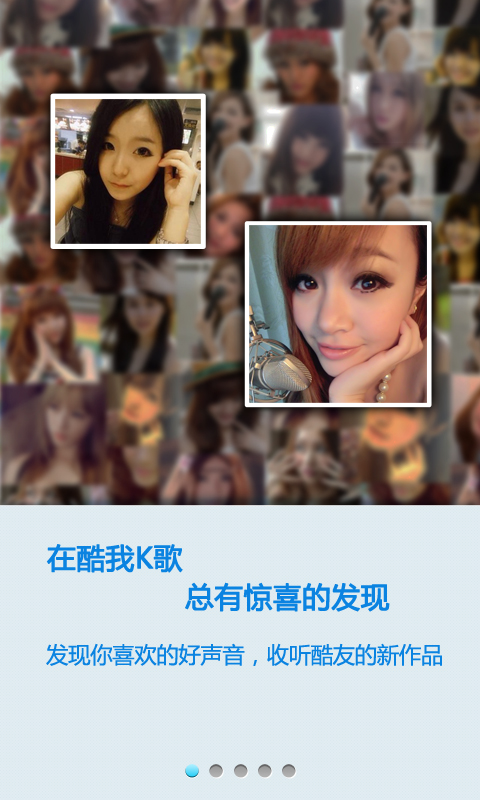 在酷我K歌
总有惊喜的发现
发现你喜欢的好声音，收听酷友的新作品